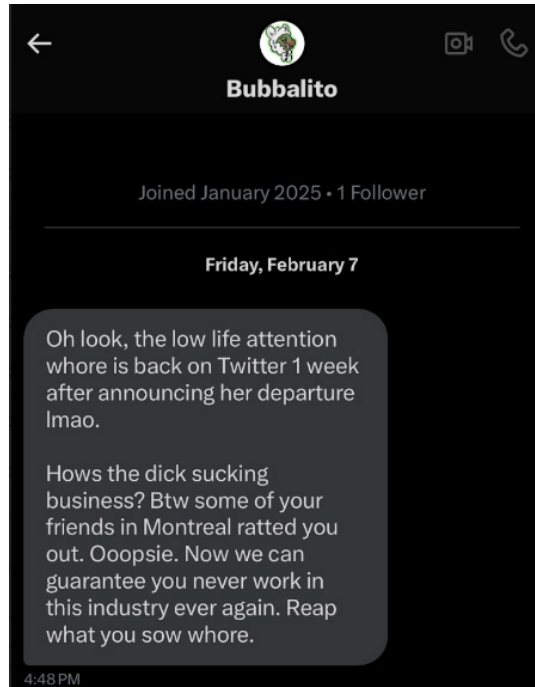 Bubbalito
Joined January 2025 • 1 Follower
Friday, February 7
Oh look, the low life attention
whore is back on Twitter 1 week
after announcing her departure
lmao.
Hows the dick sucking
business? Btw some of your
friends in Montreal ratted you
out. Ooopsie. Now we can
guarantee you never work in
this industry ever again. Reap
what you sow whore.
4:48 PM